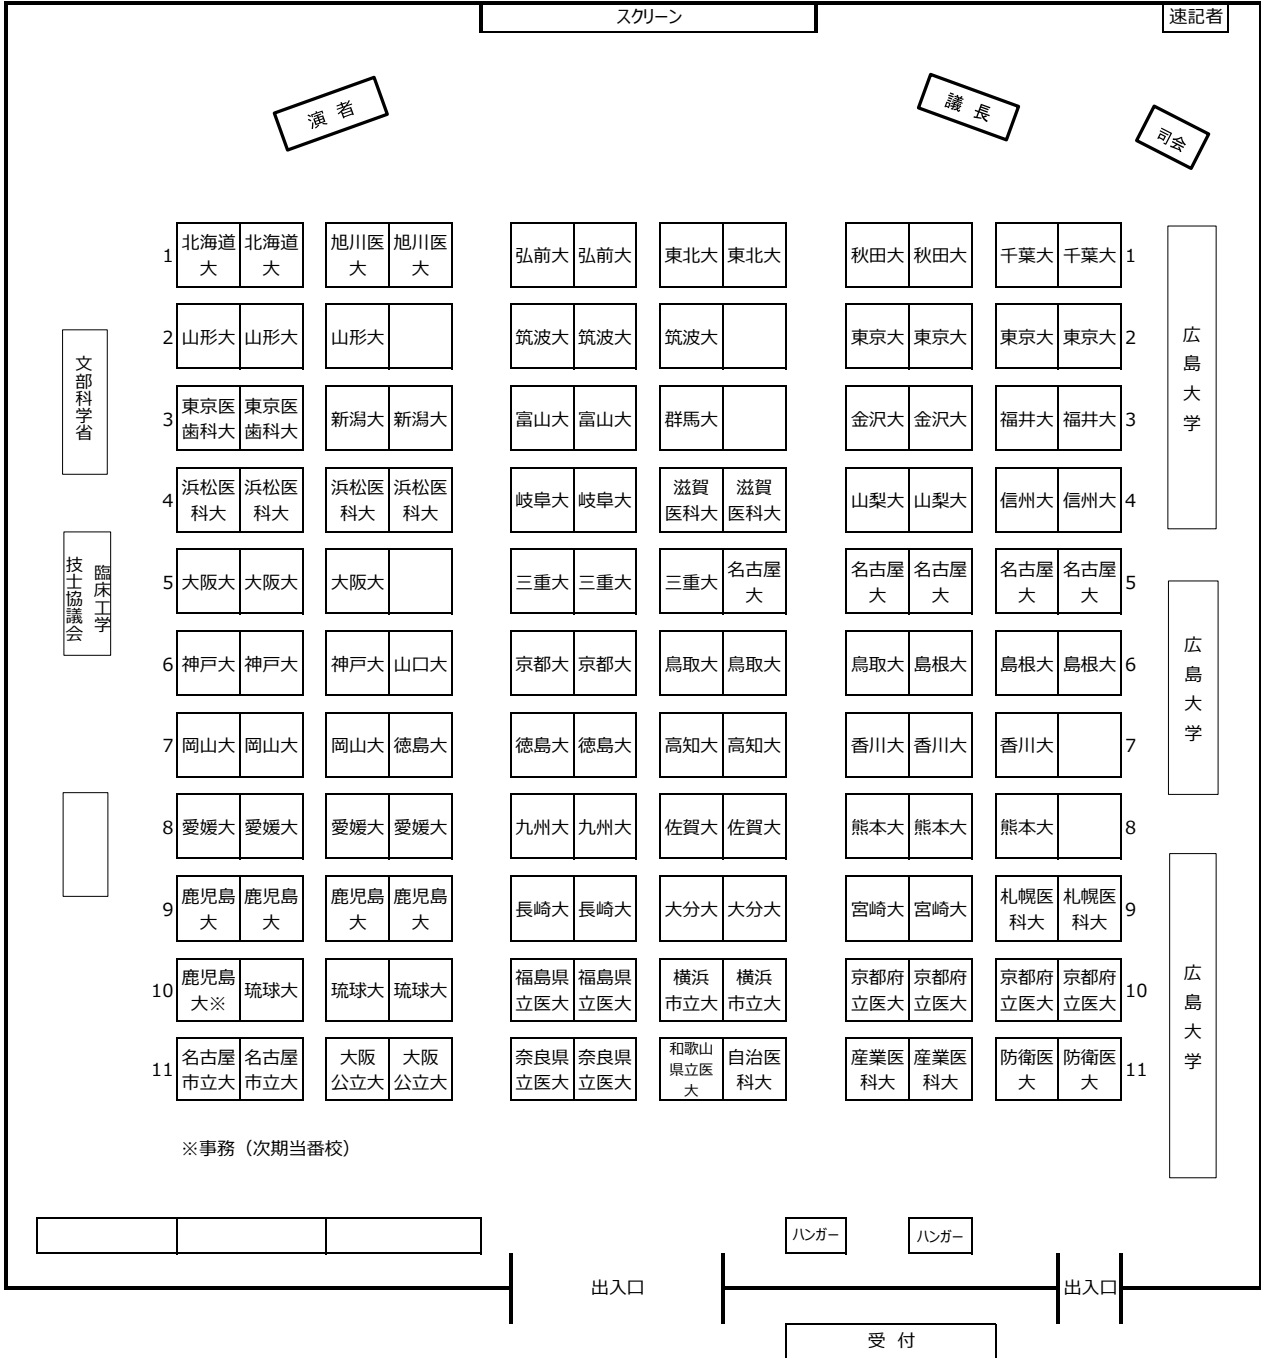 スクリーン
速記者
演 者
議 長
司会
1 北海道大 北海道大 旭川医大 旭川医大 弘前大 弘前大 東北大 東北大 秋田大 秋田大 千葉大 千葉大 1
2 山形大 山形大 山形大 筑波大 筑波大 筑波大 東京大 東京大 東京大 東京大 2
3 東京医歯科大 東京医歯科大 新潟大 新潟大 富山大 富山大 群馬大 金沢大 金沢大 福井大 福井大 3
4 浜松医科大 浜松医科大 浜松医科大 浜松医科大 岐阜大 岐阜大 滋賀医科大 滋賀医科大 山梨大 山梨大 信州大 信州大 4
5 大阪大 大阪大 大阪大 三重大 三重大 三重大 名古屋大 名古屋大 名古屋大 名古屋大 名古屋大 5
6 神戸大 神戸大 神戸大 山口大 京都大 京都大 鳥取大 鳥取大 鳥取大 島根大 島根大 島根大 6
7 岡山大 岡山大 岡山大 徳島大 徳島大 徳島大 高知大 高知大 香川大 香川大 香川大 7
8 愛媛大 愛媛大 愛媛大 愛媛大 九州大 九州大 佐賀大 佐賀大 熊本大 熊本大 熊本大 8
9 鹿児島大 鹿児島大 鹿児島大 鹿児島大 長崎大 長崎大 大分大 大分大 宮崎大 宮崎大 札幌医科大 札幌医科大 9
10 鹿児島大※ 琉球大 琉球大 琉球大 福島県立医大 福島県立医大 横浜市立大 横浜市立大 京都府立医大 京都府立医大 京都府立医大 京都府立医大 10
11 名古屋市立大 名古屋市立大 大阪公立大 大阪公立大 奈良県立医大 奈良県立医大 和歌山県立医大 自治医科大 産業医科大 産業医科大 防衛医大 防衛医大 11
文部科学省
臨床工学
技士協議会
広島大学
広島大学
広島大学
※事務（次期当番校）
ハンガー
ハンガー
出入口
出入口
受 付